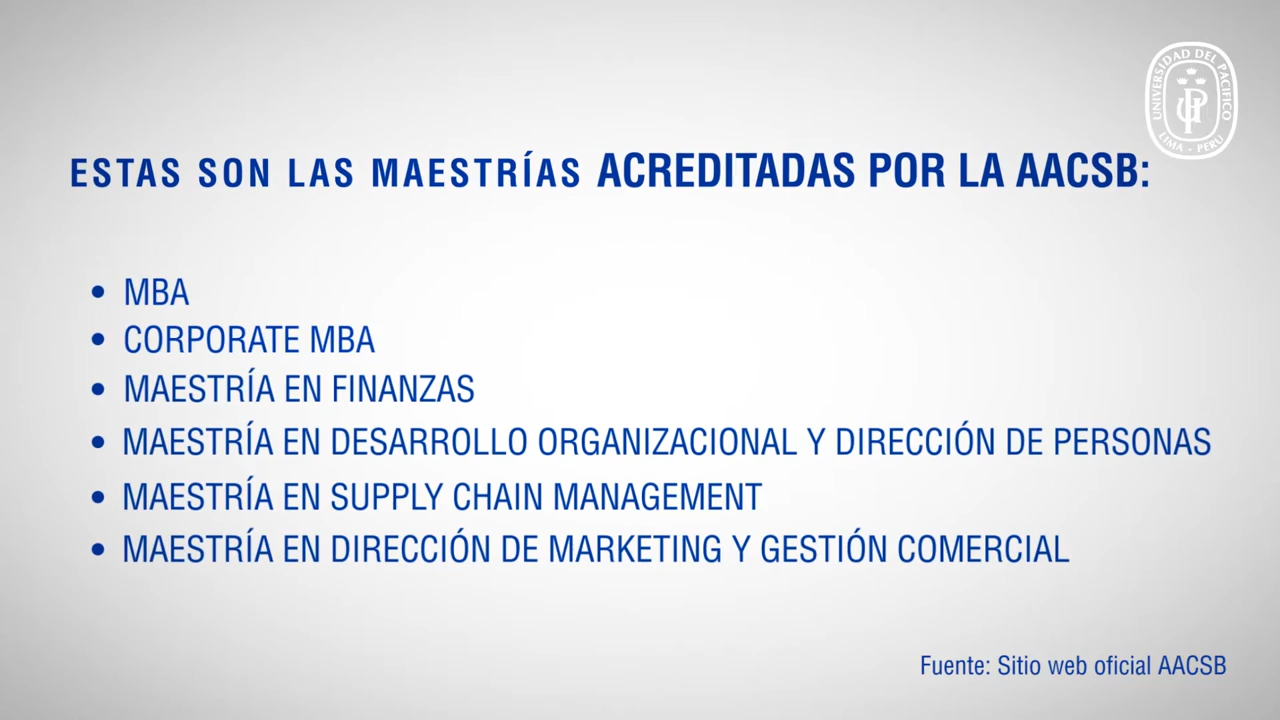 UNIVERSIDAD DEL PACIFICO
LIMA - PERU
ESTAS SON LAS MAESTRÍAS ACREDITADAS POR LA AACSB:
• MBA
• CORPORATE MBA
• MAESTRÍA EN FINANZAS
• MAESTRÍA EN DESARROLLO ORGANIZACIONAL Y DIRECCIÓN DE PERSONAS
• MAESTRÍA EN SUPPLY CHAIN MANAGEMENT
• MAESTRÍA EN DIRECCIÓN DE MARKETING Y GESTIÓN COMERCIAL
Fuente: Sitio web oficial AACSB